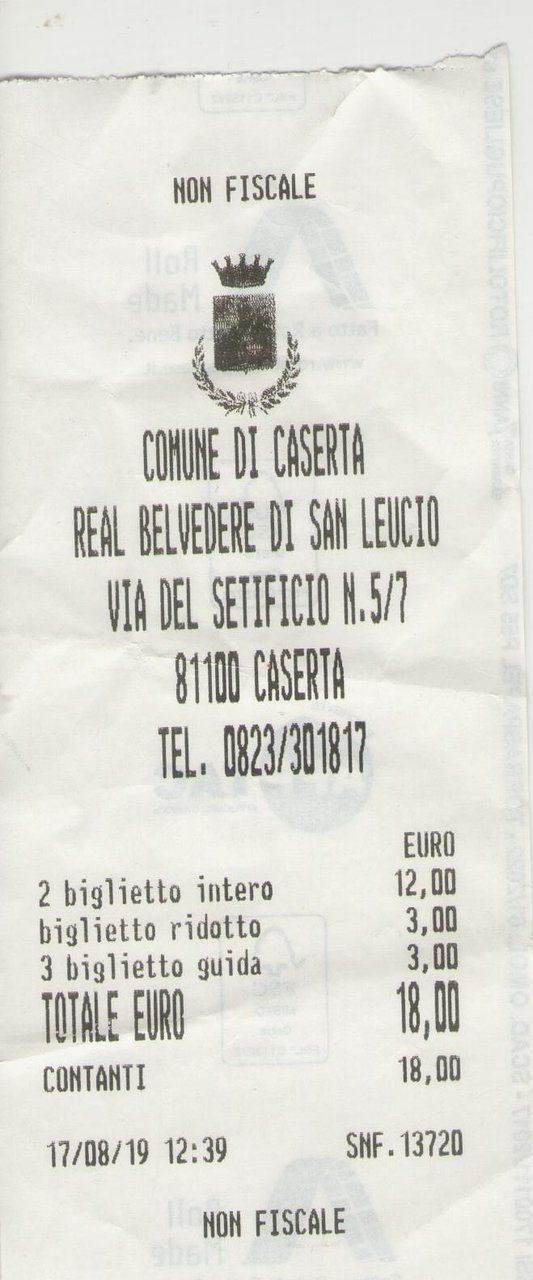 NON FISCALE
COMUNE DI CASERTA
REAL BELVEDERE DI SAN LEUCIO
VIA DEL SETIFICIO N.5/7
81100 CASERTA
TEL. 0823/301817
EURO
2 biglietto intero 12,00
biglietto ridotto 3,00
3 biglietto guida 3,00
TOTALE EURO 18,00
CONTANTI 18,00
17/08/19 12:39 SNF.13720
NON FISCALE